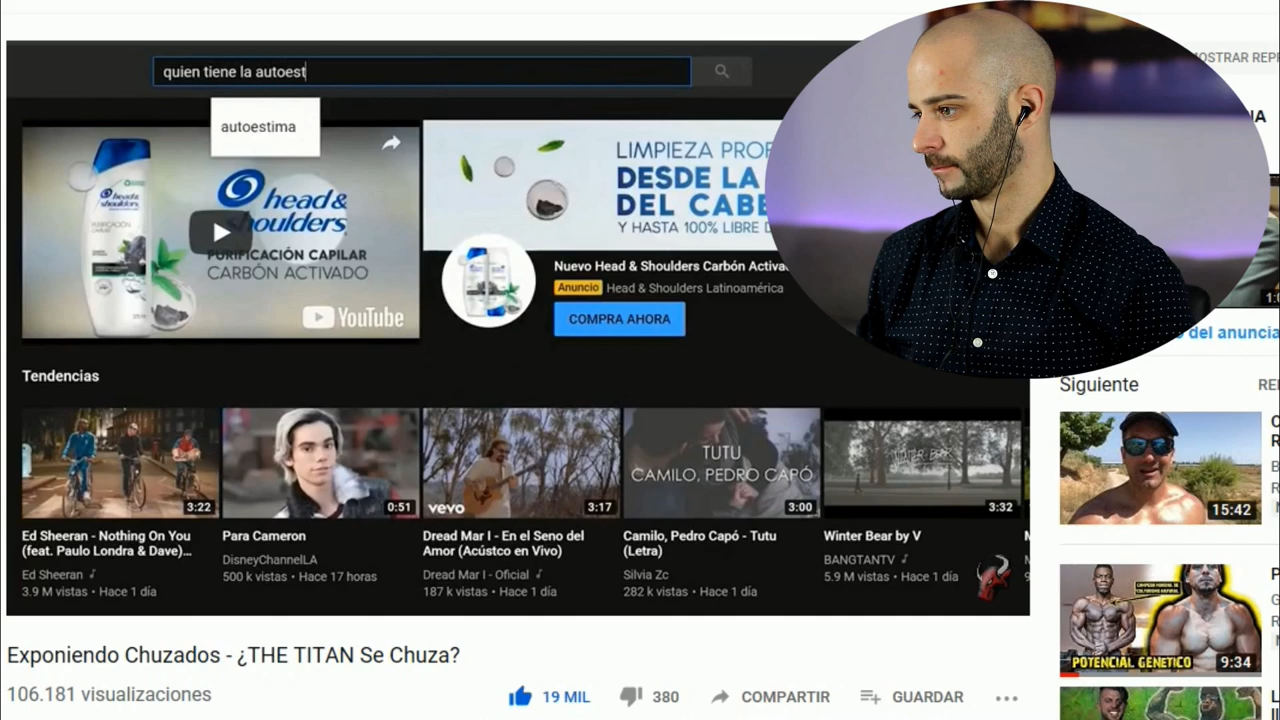 quien tiene la autoest
autoestima
head&
shoulders
PURIFICACIÓN CAPILAR
CARBÓN ACTIVADO
YouTube
LIMPIEZA
DESDE LA
DEL
Y HASTA 100% LIBRE
Nuevo Head & Shoulders Carbón
Anuncio Head & Shoulders Latinoamérica
COMPRA AHORA
MOSTRAR
del
Siguiente
15:42
Tendencias
3:22
0:51
vevo
3:17
TUTU
CAMILO, PEDRO CAPÓ
3:00
WINTER BEAR
3:32
Ed Sheeran - Nothing On You
(feat. Paulo Londra & Dave)...
Ed Sheeran
3.9 M vistas • Hace 1 día
Para Cameron
DisneyChannelLA
500 k vistas • Hace 17 horas
Dread Mar I - En el Seno del
Amor (Acústco en Vivo)
Dread Mar I - Oficial
187 k vistas • Hace 1 día
Camilo, Pedro Capó - Tutu
(Letra)
Silvia Zc
282 k vistas • Hace 1 día
Winter Bear by V
BANGTANTV
5.9 M vistas • Hace 1 día
POTENCIAL GENETICO
9:34
Exponiendo Chuzados - ¿THE TITAN Se Chuza?
106.181 visualizaciones
19 MIL
380
COMPARTIR
GUARDAR